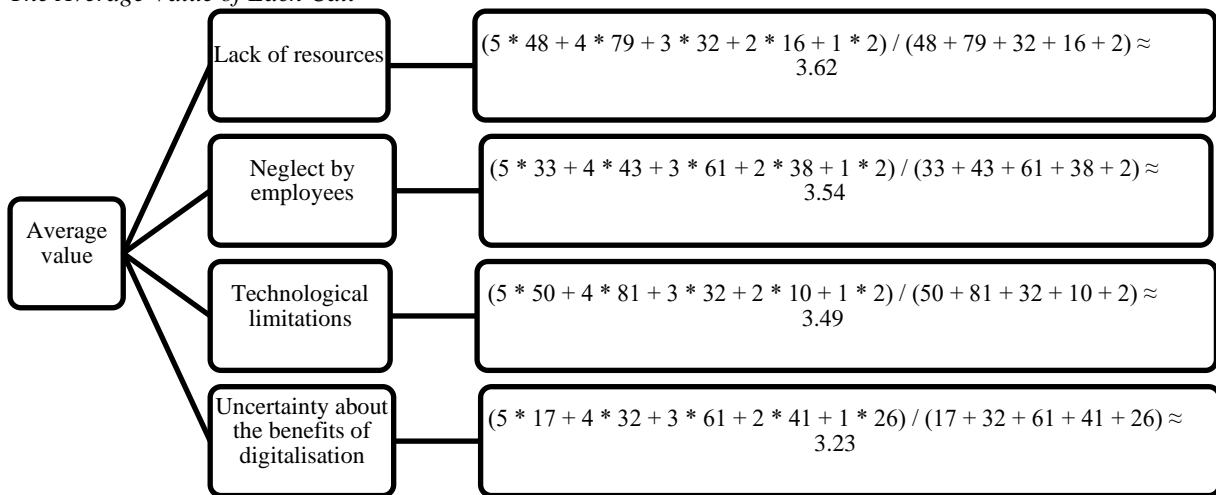 Lack of resources
(5 * 48 + 4 * 79 + 3 * 32 + 2 * 16 + 1 * 2) / (48 + 79 + 32 + 16 + 2) ≈
3.62
Neglect by
employees
(5 * 33 + 4 * 43 + 3 * 61 + 2 * 38 + 1 * 2) / (33 + 43 + 61 + 38 + 2) ≈
3.54
Average
value
Technological
limitations
(5 * 50 + 4 * 81 + 3 * 32 + 2 * 10 + 1 * 2) / (50 + 81 + 32 + 10 + 2) ≈
3.49
Uncertainty about
the benefits of
digitalisation
(5 * 17 + 4 * 32 + 3 * 61 + 2 * 41 + 1 * 26) / (17 + 32 + 61 + 41 + 26) ≈
3.23